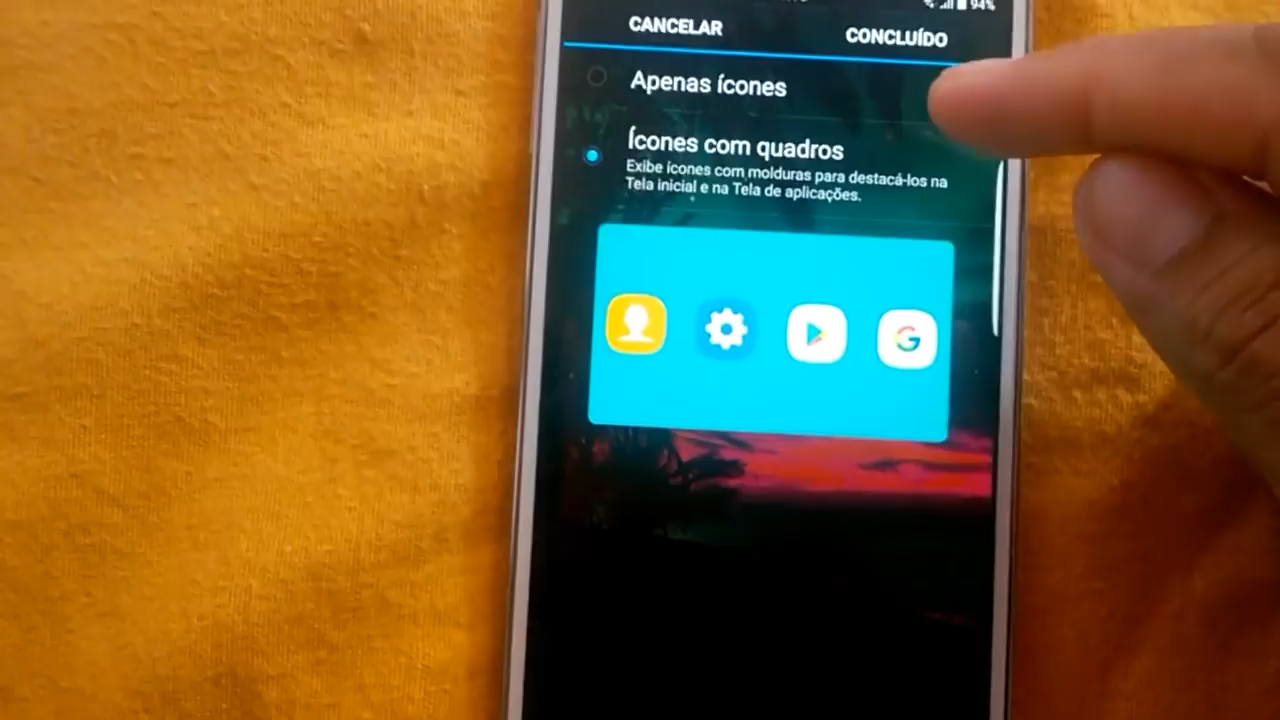 94%
CANCELAR
CONCLUÍDO
Apenas ícones
Ícones com quadros
Exibe ícones com molduras para destacá-los na
Tela inicial e na Tela de aplicações.
G